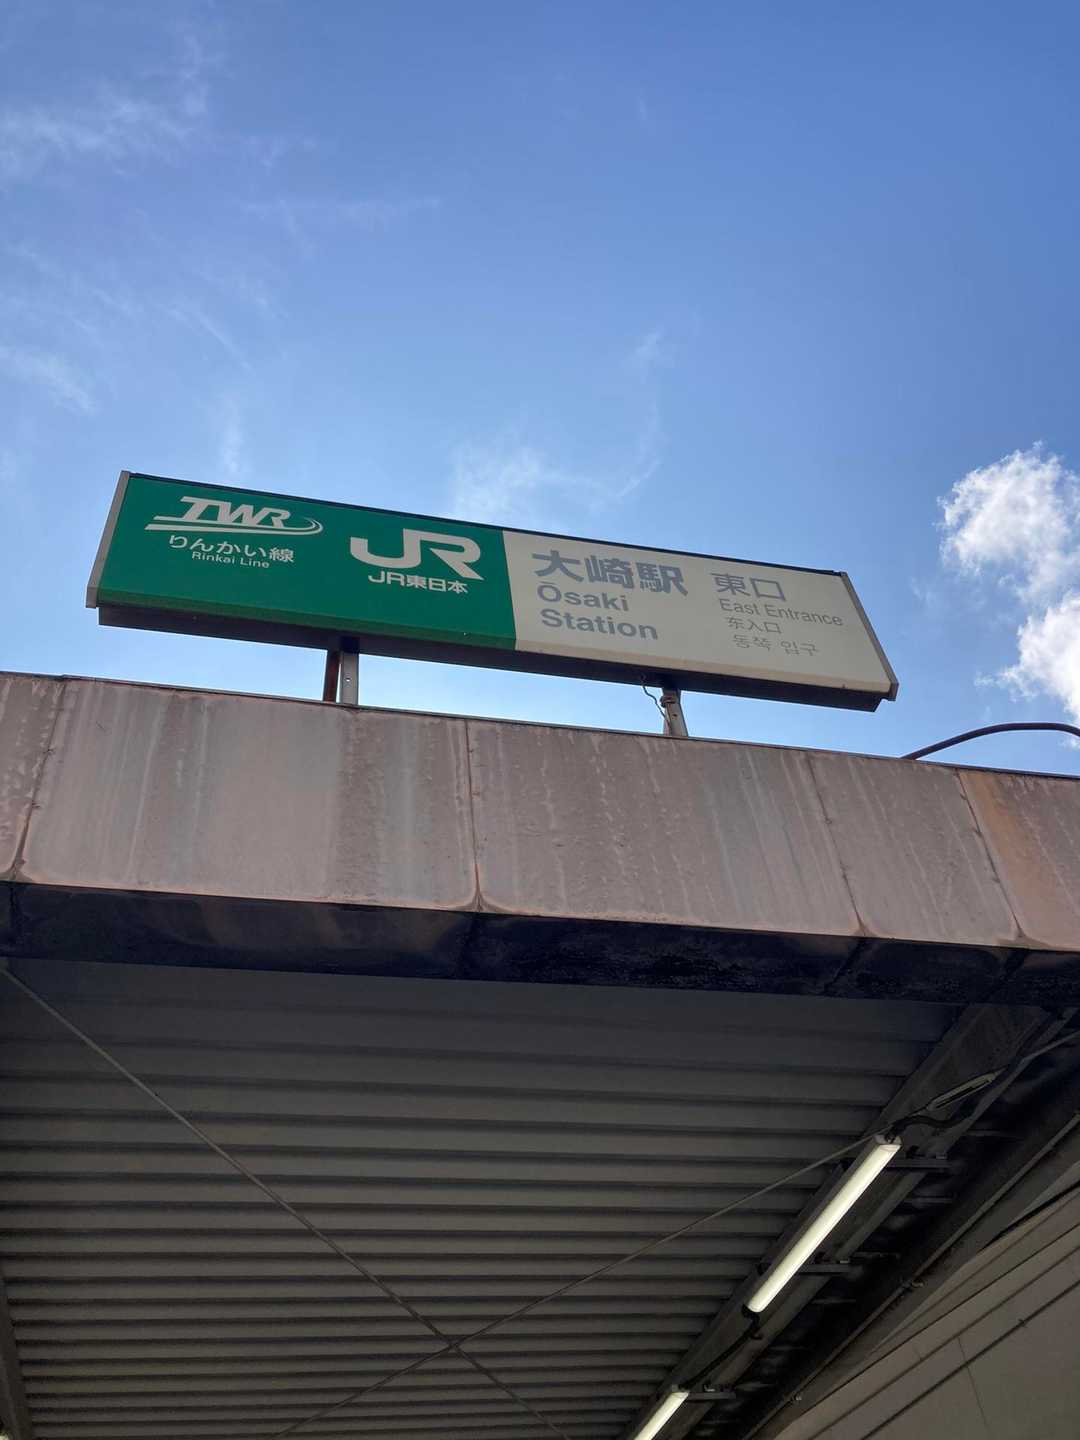 TWR
りんかい線
Rinkai Line
JR
JR東日本
大崎駅
Ōsaki
Station
東口
East Entrance
东入口
동쪽 입구